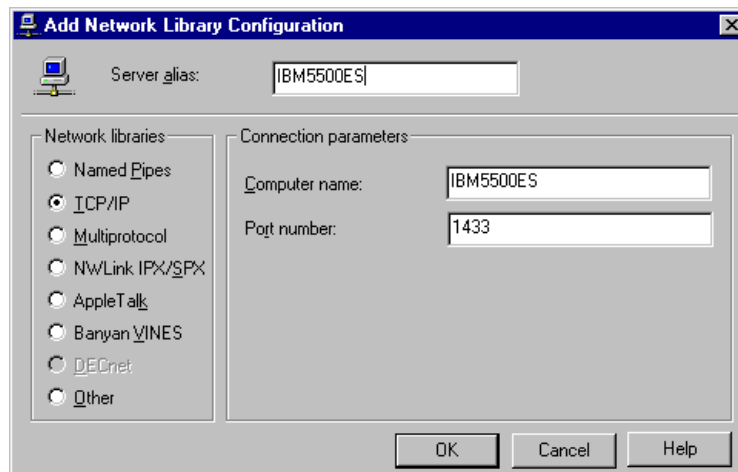 Add Network Library Configuration
Server alias: IBM5500ES
Network libraries
Named Pipes
TCP/IP
Multiprotocol
NWLink IPX/SPX
AppleTalk
Banyan VINES
DECnet
Other
Connection parameters
Computer name: IBM5500ES
Port number: 1433
OK Cancel Help